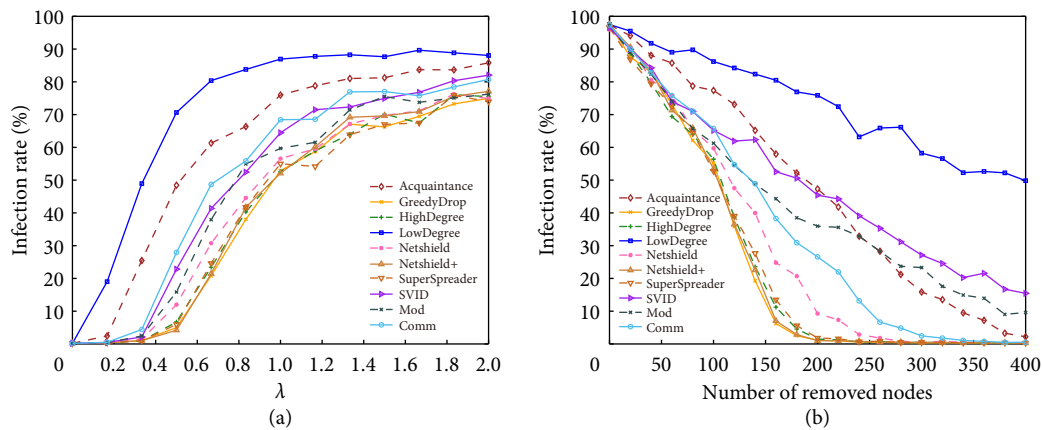 100
90
80
70
60
50
40
30
20
10
Infection rate (%)
0
0.2
0.4
0.6
0.8
1.0
1.2
1.4
1.6
1.8
2.0
λ
Acquaintance
GreedyDrop
HighDegree
LowDegree
Netshield
Netshield+
SuperSpreader
SVID
Mod
Comm
(a)
100
90
80
70
60
50
40
30
20
10
Infection rate (%)
0
50
100
150
200
250
300
350
400
Number of removed nodes
Acquaintance
GreedyDrop
HighDegree
LowDegree
Netshield
Netshield+
SuperSpreader
SVID
Mod
Comm
(b)